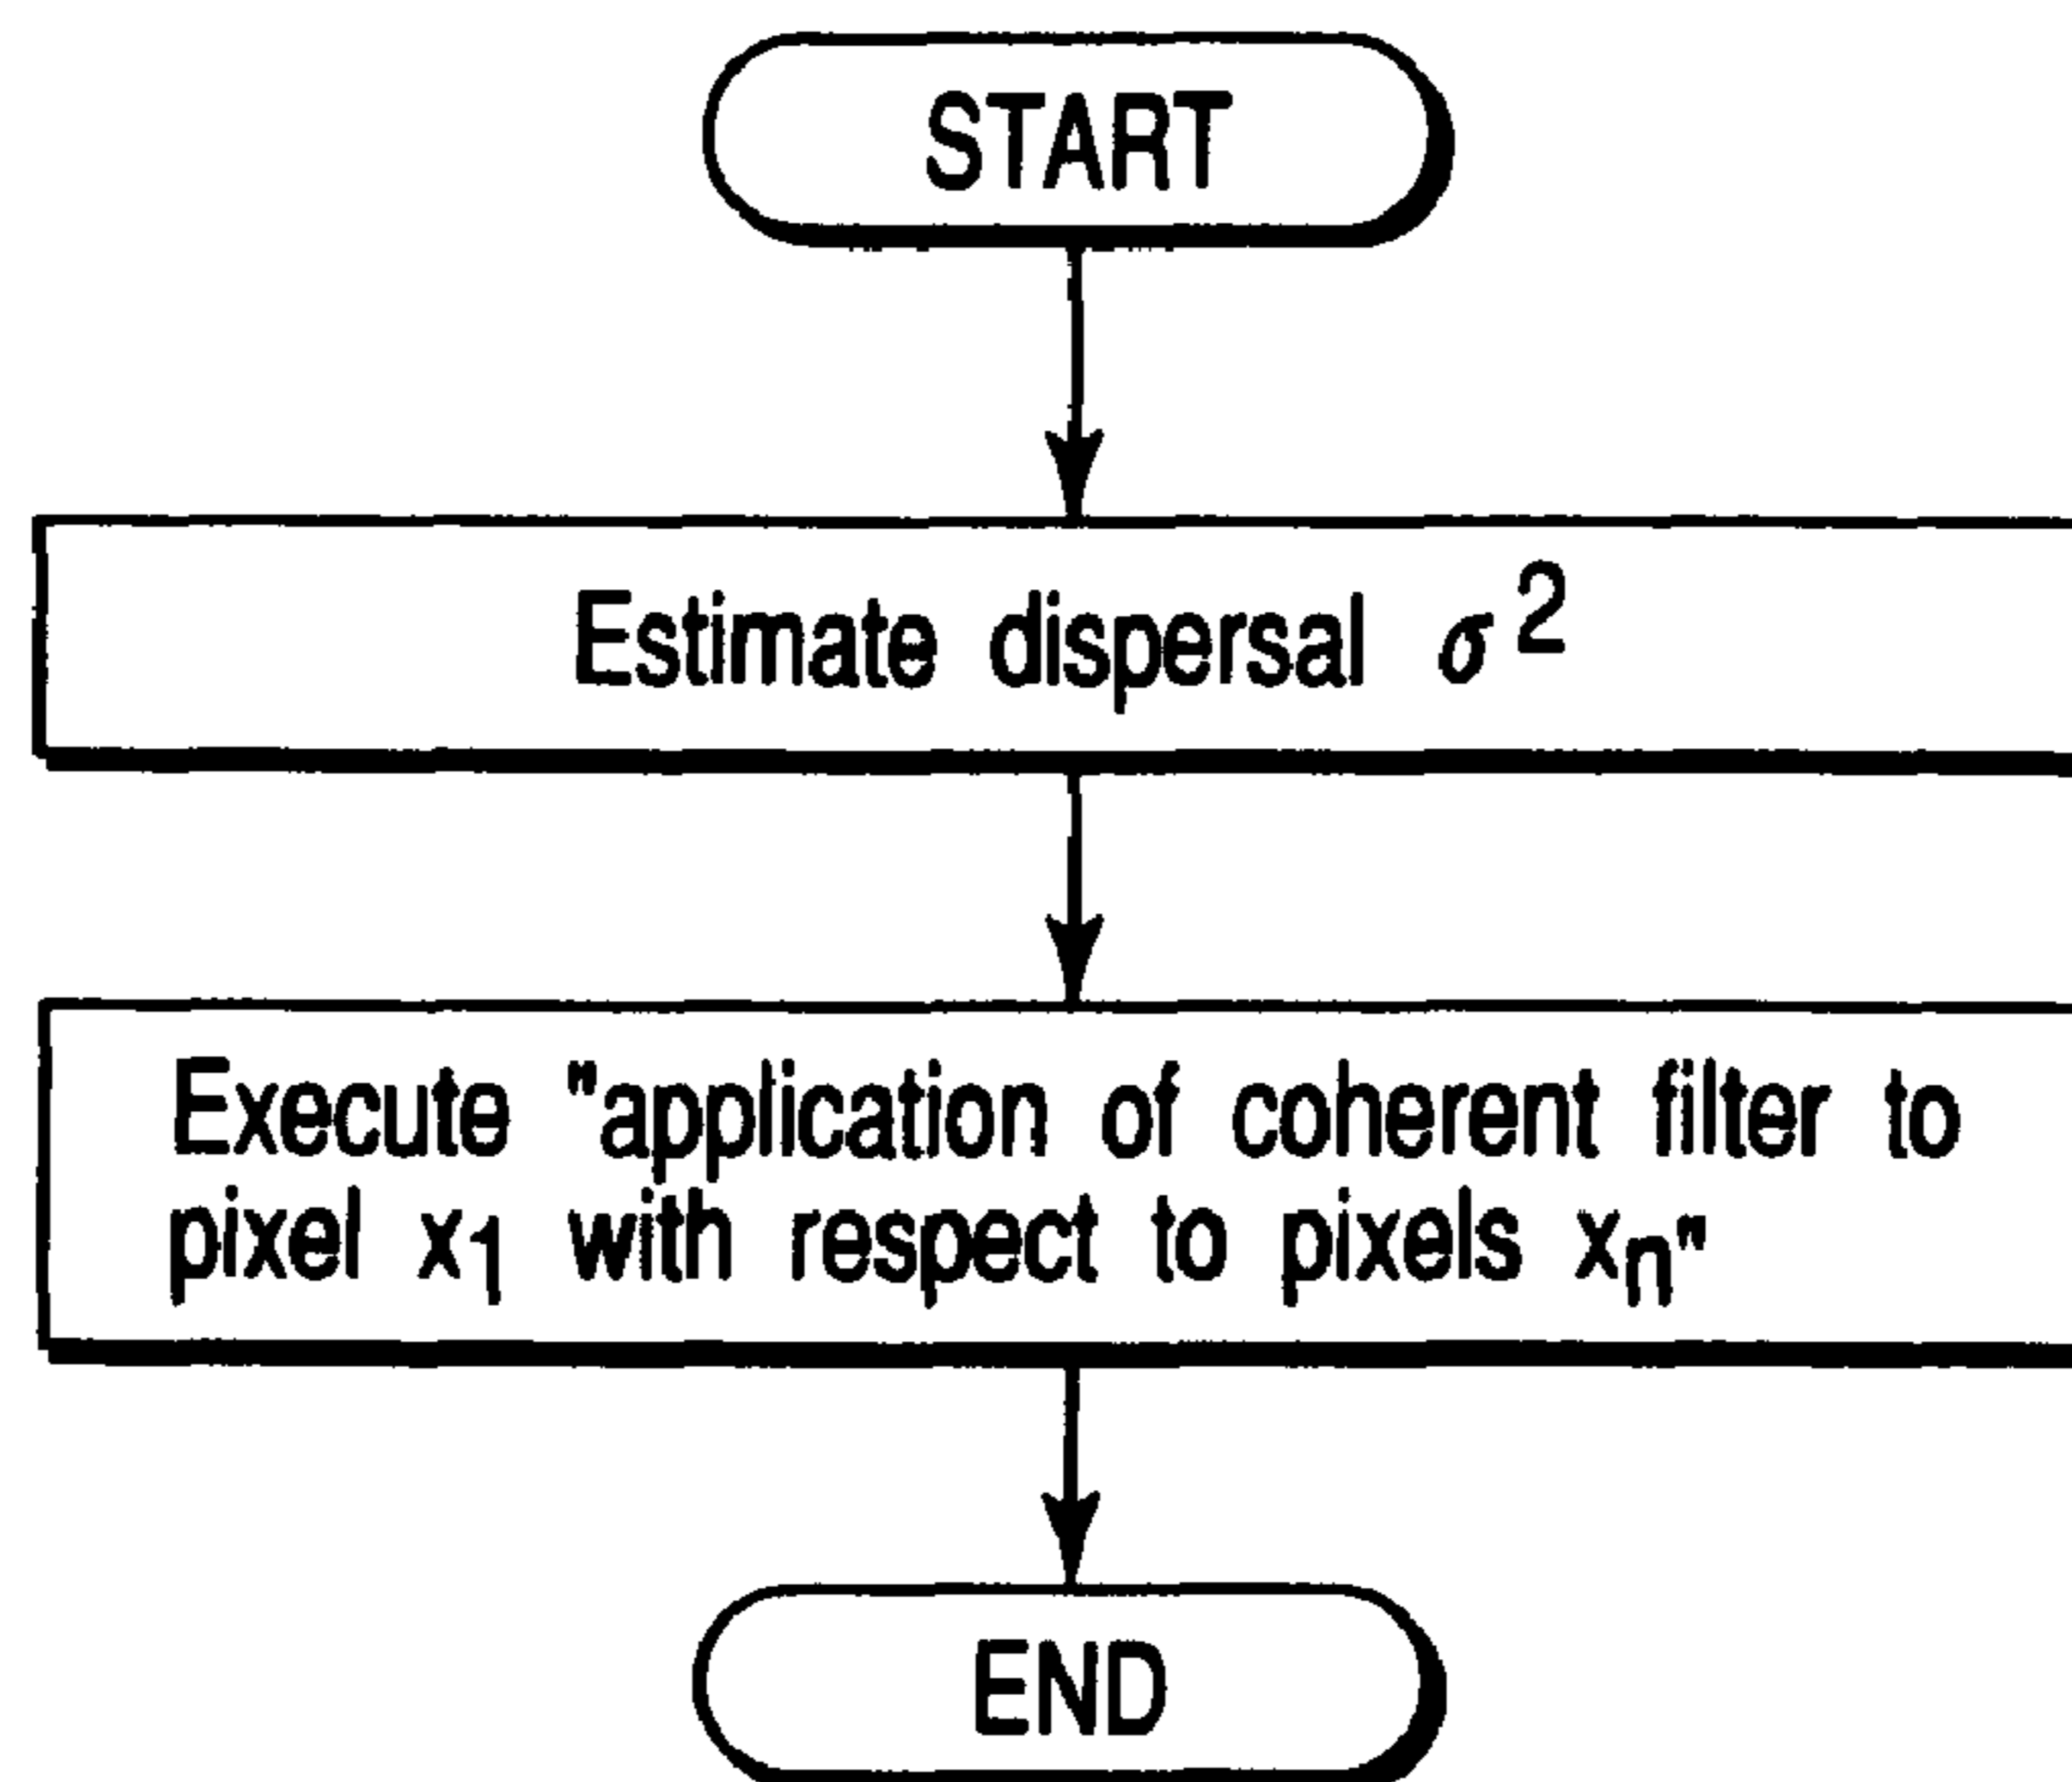 START
Estimate dispersal σ²
Execute "application of coherent filter to
pixel x₁ with respect to pixels xₙ"
END